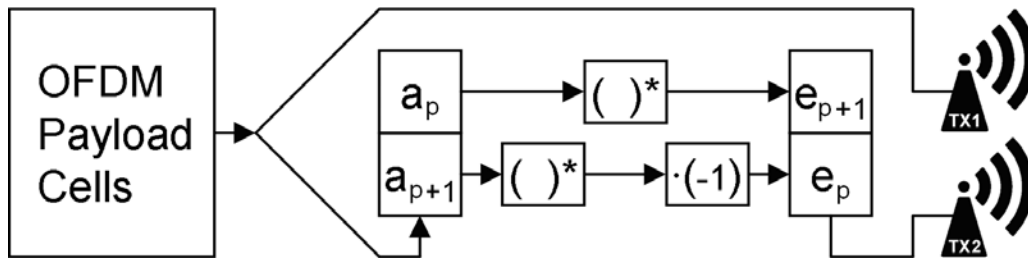 OFDM
Payload
Cells
a_p
( )*
e_{p+1}
a_{p+1}
( )*
·(-1)
e_p
TX1
TX2